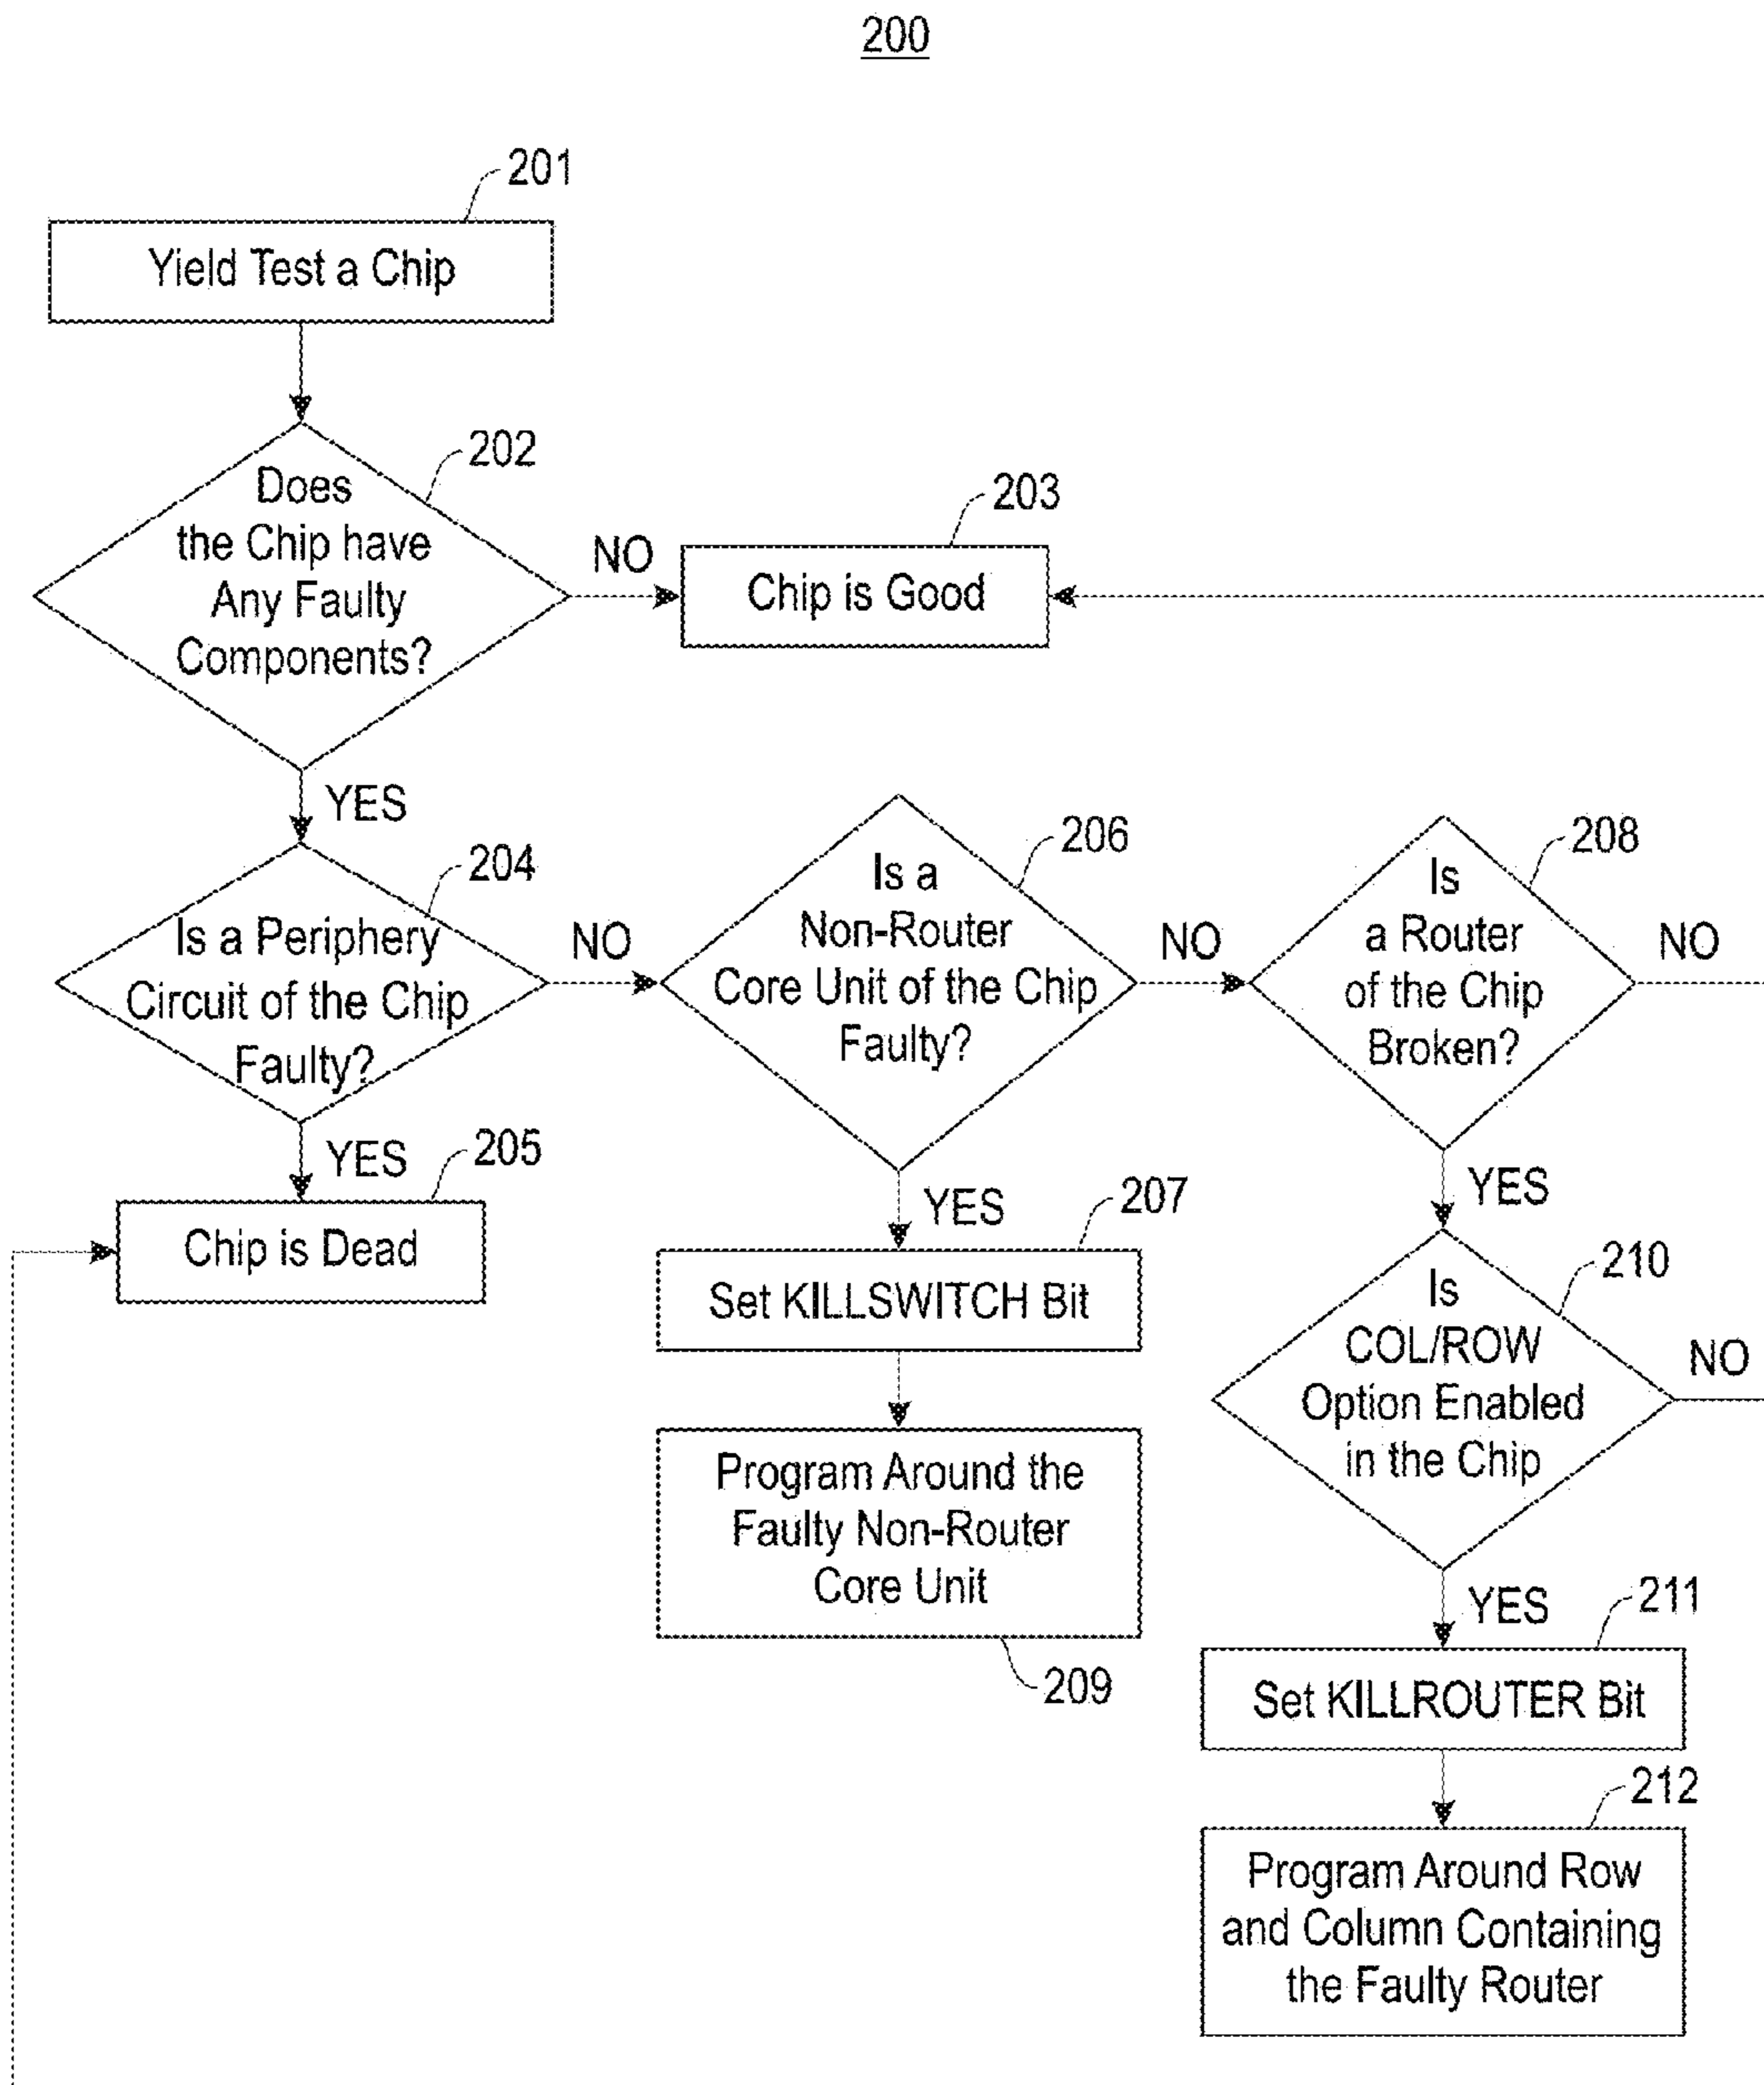 200
201
Yield Test a Chip
202
Does
the Chip have
Any Faulty
Components?
NO
203
Chip is Good
YES
204
Is a Periphery
Circuit of the Chip
Faulty?
NO
206
Is a
Non-Router
Core Unit of the Chip
Faulty?
NO
208
Is
a Router
of the Chip
Broken?
NO
YES
205
Chip is Dead
YES
207
Set KILLSWITCH Bit
YES
210
Is
COL/ROW
Option Enabled
in the Chip
NO
Program Around the
Faulty Non-Router
Core Unit
209
YES
211
Set KILLROUTER Bit
212
Program Around Row
and Column Containing
the Faulty Router